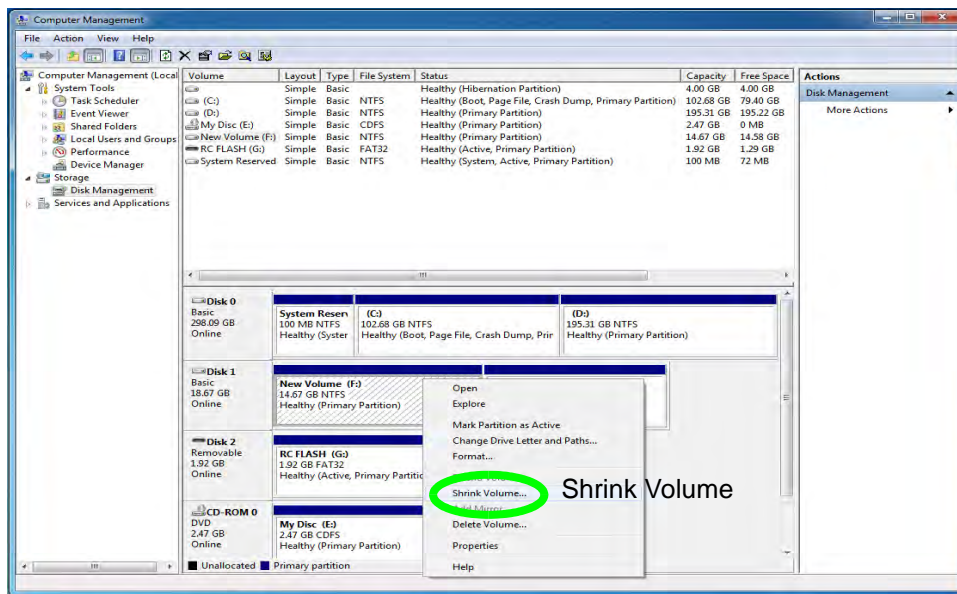 Computer Management
File Action View Help
Computer Management (Local
System Tools
Task Scheduler
Event Viewer
Shared Folders
Local Users and Groups
Performance
Device Manager
Storage
Disk Management
Services and Applications
Volume Layout Type File System Status Capacity Free Space
Simple Basic Healthy (Hibernation Partition) 4.00 GB 4.00 GB
(C:) Simple Basic NTFS Healthy (Boot, Page File, Crash Dump, Primary Partition) 102.68 GB 79.40 GB
(D:) Simple Basic NTFS Healthy (Primary Partition) 195.31 GB 195.22 GB
My Disc (E:) Simple Basic CDFS Healthy (Primary Partition) 2.47 GB 0 MB
New Volume (F:) Simple Basic NTFS Healthy (Primary Partition) 14.67 GB 14.58 GB
RC FLASH (G:) Simple Basic FAT32 Healthy (Active, Primary Partition) 1.92 GB 1.29 GB
System Reserved Simple Basic NTFS Healthy (System, Active, Primary Partition) 100 MB 72 MB
Actions
Disk Management
More Actions
Disk 0
Basic
298.09 GB
Online
System Reserv
100 MB NTFS
Healthy (Syster
(C:)
102.68 GB NTFS
Healthy (Boot, Page File, Crash Dump, Prir
(D:)
195.31 GB NTFS
Healthy (Primary Partition)
Disk 1
Basic
18.67 GB
Online
New Volume (F:)
14.67 GB NTFS
Healthy (Primary Partition)
Disk 2
Removable
1.92 GB
Online
RC FLASH (G:)
1.92 GB FAT32
Healthy (Active, Primary Partitic
CD-ROM 0
DVD
2.47 GB
Online
My Disc (E:)
2.47 GB CDFS
Healthy (Primary Partition)
Open
Explore
Mark Partition as Active
Change Drive Letter and Paths...
Format...
Shrink Volume...
Add Mirror
Delete Volume...
Properties
Help
Shrink Volume
Unallocated Primary partition